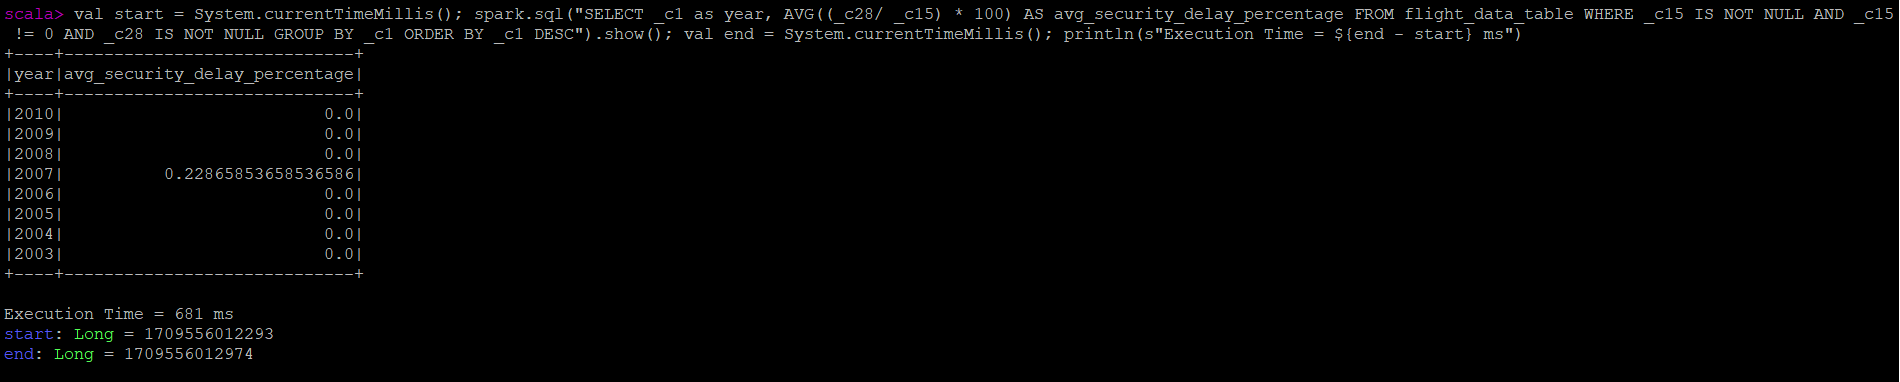 scala> val start = System.currentTimeMillis(); spark.sql("SELECT _c1 as year, AVG((_c28/ _c15) * 100) AS avg_security_delay_percentage FROM flight_data_table WHERE _c15 IS NOT NULL AND _c15
 != 0 AND _c28 IS NOT NULL GROUP BY _c1 ORDER BY _c1 DESC").show(); val end = System.currentTimeMillis(); println(s"Execution Time = ${end - start} ms")
+----+-----------------------------+
|year|avg_security_delay_percentage|
+----+-----------------------------+
|2010|                          0.0|
|2009|                          0.0|
|2008|                          0.0|
|2007|          0.22865853658536586|
|2006|                          0.0|
|2005|                          0.0|
|2004|                          0.0|
|2003|                          0.0|
+----+-----------------------------+
Execution Time = 681 ms
start: Long = 1709556012293
end: Long = 1709556012974